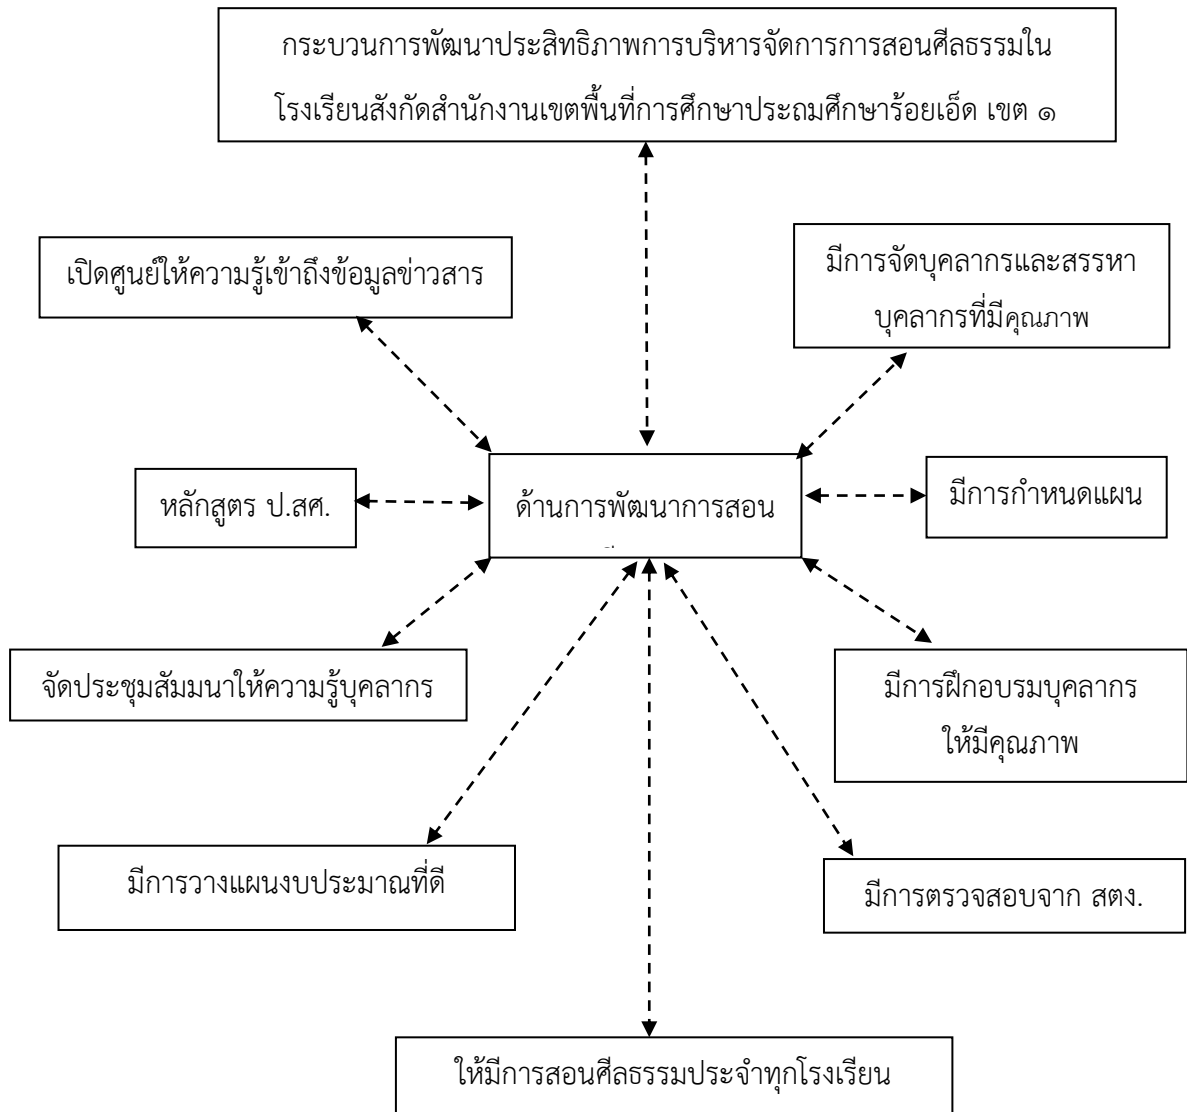 กระบวนการพัฒนาประสิทธิภาพการบริหารจัดการการสอนศีลธรรมใน
โรงเรียนสังกัดสำนักงานเขตพื้นที่การศึกษาประถมศึกษาร้อยเอ็ด เขต ๑
เปิดศูนย์ให้ความรู้เข้าถึงข้อมูลข่าวสาร
มีการจัดบุคลากรและสรรหา
บุคลากรที่มีคุณภาพ
หลักสูตร ป.สศ.
ด้านการพัฒนาการสอน
มีการกำหนดแผน
จัดประชุมสัมมนาให้ความรู้บุคลากร
มีการฝึกอบรมบุคลากร
ให้มีคุณภาพ
มีการวางแผนงบประมาณที่ดี
มีการตรวจสอบจาก สตง.
ให้มีการสอนศีลธรรมประจำทุกโรงเรียน